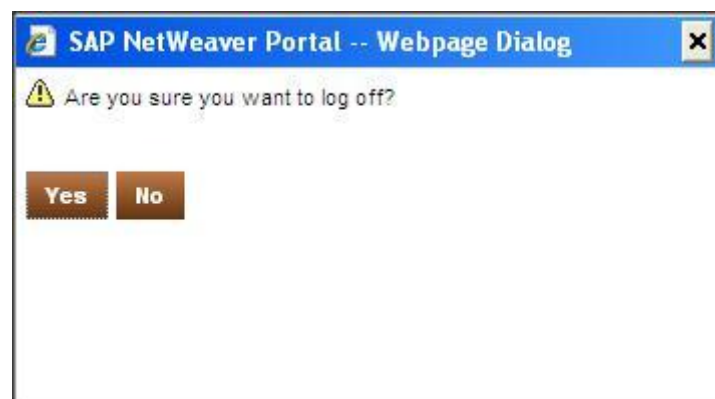 SAP NetWeaver Portal -- Webpage Dialog
Are you sure you want to log off?
Yes No